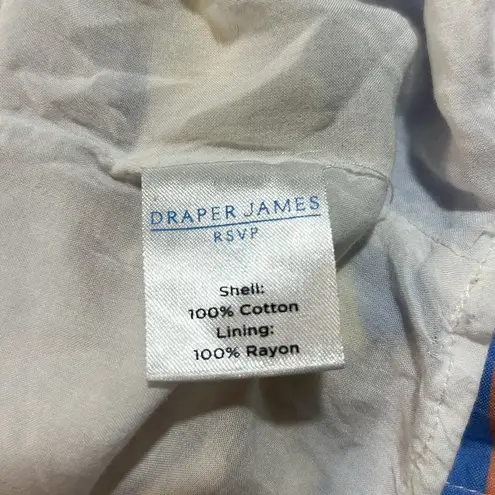 DRAPER JAMES
RSVP
Shell:
100% Cotton
Lining:
100% Rayon